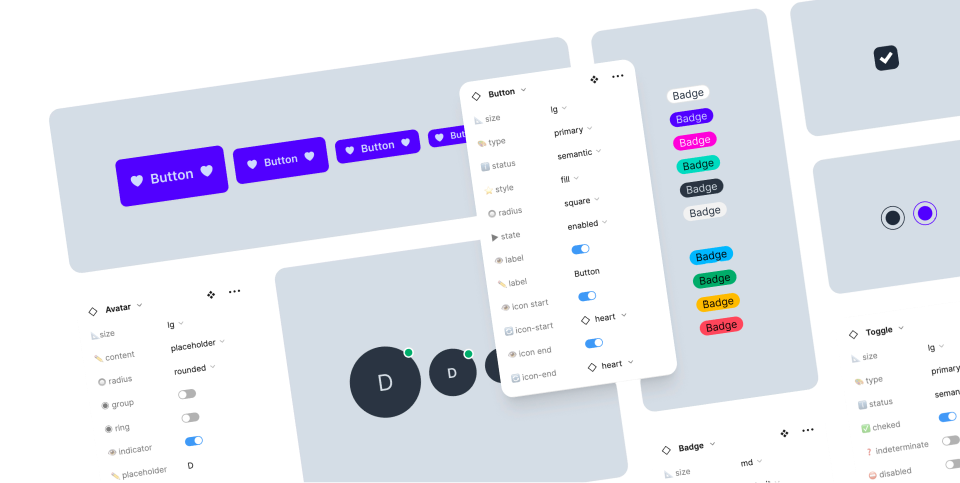 Button
Button
Button
But
Button
size lg
type primary
status semantic
style fill
radius square
state enabled
label
label Button
icon start
icon-start heart
icon end
icon-end heart
Badge
Badge
Badge
Badge
Badge
Badge
Badge
Badge
Badge
Badge
Avatar
size lg
content placeholder
radius rounded
group
ring
indicator
placeholder D
D
D
Badge
size md
Toggle
size lg
type primary
status seman
cheked
indeterminate
disabled